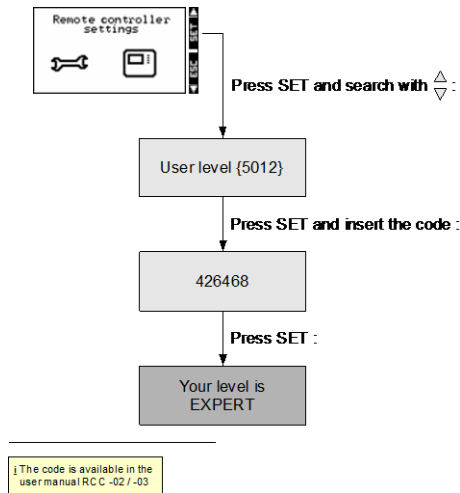 Remote controller
settings
SET
ESC
Press SET and search with △▽ :
User level {5012}
Press SET and insert the code :
426468
Press SET :
Your level is
EXPERT
i The code is available in the
user manual RCC -02 / -03